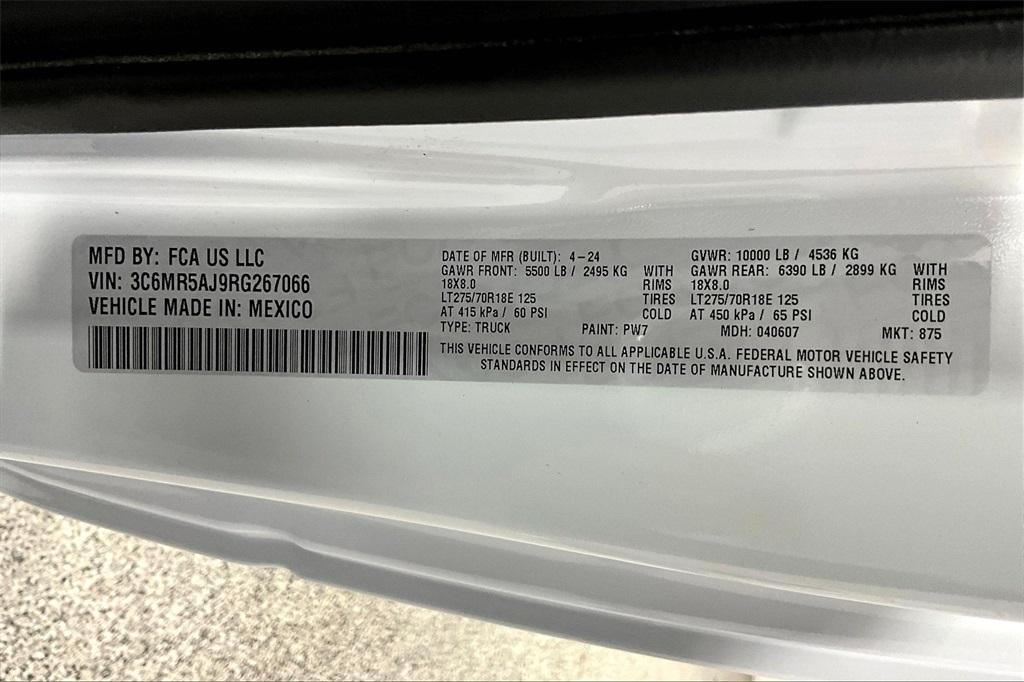 MFD BY: FCA US LLC
VIN: 3C6MR5AJ9RG267066
VEHICLE MADE IN: MEXICO
DATE OF MFR (BUILT): 4-24
GAWR FRONT: 5500 LB / 2495 KG WITH
18X8.0 RIMS
LT275/70R18E 125 TIRES
AT 415 kPa / 60 PSI COLD
GVWR: 10000 LB / 4536 KG
GAWR REAR: 6390 LB / 2899 KG WITH
18X8.0 RIMS
LT275/70R18E 125 TIRES
AT 450 kPa / 65 PSI COLD
TYPE: TRUCK PAINT: PW7 MDH: 040607 MKT: 875
THIS VEHICLE CONFORMS TO ALL APPLICABLE U.S.A. FEDERAL MOTOR VEHICLE SAFETY
STANDARDS IN EFFECT ON THE DATE OF MANUFACTURE SHOWN ABOVE.